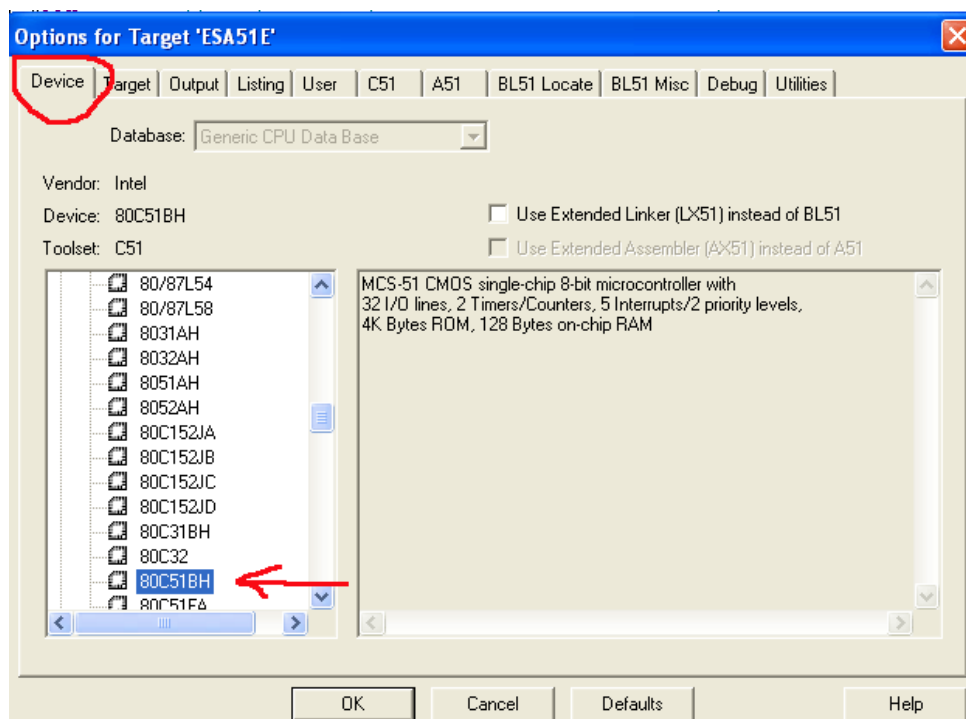 Options for Target 'ESA51E'
Device Target Output Listing User C51 A51 BL51 Locate BL51 Misc Debug Utilities
Database: Generic CPU Data Base
Vendor: Intel
Device: 80C51BH
Use Extended Linker (LX51) instead of BL51
Toolset: C51
Use Extended Assembler (AX51) instead of A51
80/87L54
80/87L58
8031AH
8032AH
8051AH
8052AH
80C152JA
80C152JB
80C152JC
80C152JD
80C31BH
80C32
80C51BH
80C51FA
MCS-51 CMOS single-chip 8-bit microcontroller with
32 I/O lines, 2 Timers/Counters, 5 Interrupts/2 priority levels,
4K Bytes ROM, 128 Bytes on-chip RAM
OK Cancel Defaults Help